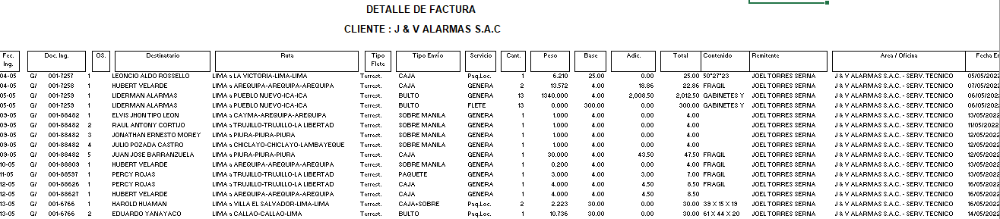 DETALLE DE FACTURA
CLIENTE : J & V ALARMAS S.A.C
Fec. Ing. Doc. Ing. OS. Destinatario Ruta Tipo Flete Tipo Envío Servicio Cant. Peso Base Adic. Total Contenido Remitente Area / Oficina Fecha En
04-05 G/ 001-7257 1 LEONCIO ALDO ROSSELLO LIMA a LA VICTORIA-LIMA-LIMA Terrest. CAJA Paq.Loc. 1 6.210 25.00 0.00 25.00 50*27*23 JOEL TORRES SERNA J & V ALARMAS S.A.C. - SERV. TECNICO 05/05/2022
04-05 G/ 001-7258 1 HUBERT VELARDE LIMA a AREQUIPA-AREQUIPA-AREQUIPA Terrest. CAJA GENERA 2 13.572 4.00 18.86 22.86 FRAGIL JOEL TORRES SERNA J & V ALARMAS S.A.C. - SERV. TECNICO 07/05/2022
05-05 G/ 001-7259 1 LIDERMAN ALARMAS LIMA a PUEBLO NUEVO-ICA-ICA Terrest. BULTO GENERA 13 1340.000 4.00 2,008.50 2,012.50 GABINETES Y JOEL TORRES SERNA J & V ALARMAS S.A.C. - SERV. TECNICO 06/05/2022
05-05 G/ 001-7259 1 LIDERMAN ALARMAS LIMA a PUEBLO NUEVO-ICA-ICA Terrest. BULTO FLETE 13 0.000 300.00 0.00 300.00 GABINETES Y JOEL TORRES SERNA J & V ALARMAS S.A.C. - SERV. TECNICO 06/05/2022
09-05 G/ 001-88482 1 ELVIS JHON TIPO LEON LIMA a CAYMA-AREQUIPA-AREQUIPA Terrest. SOBRE MANILA GENERA 1 1.000 4.00 0.00 4.00 JOEL TORRES SERNA J & V ALARMAS S.A.C. - SERV. TECNICO 13/05/2022
09-05 G/ 001-88482 2 RAUL ANTONY CORTIJO LIMA a TRUJILLO-TRUJILLO-LA LIBERTAD Terrest. SOBRE MANILA GENERA 1 1.000 4.00 0.00 4.00 JOEL TORRES SERNA J & V ALARMAS S.A.C. - SERV. TECNICO 11/05/2022
09-05 G/ 001-88482 3 JONATHAN ERNESTO MOREY LIMA a PIURA-PIURA-PIURA Terrest. SOBRE MANILA GENERA 1 1.000 4.00 0.00 4.00 JOEL TORRES SERNA J & V ALARMAS S.A.C. - SERV. TECNICO 12/05/2022
09-05 G/ 001-88482 4 JULIO POZADA CASTRO LIMA a CHICLAYO-CHICLAYO-LAMBAYEQUE Terrest. SOBRE MANILA GENERA 1 1.000 4.00 0.00 4.00 JOEL TORRES SERNA J & V ALARMAS S.A.C. - SERV. TECNICO 12/05/2022
09-05 G/ 001-88482 5 JUAN JOSE BARRANZUELA LIMA a PIURA-PIURA-PIURA Terrest. CAJA GENERA 1 30.000 4.00 43.50 47.50 FRAGIL JOEL TORRES SERNA J & V ALARMAS S.A.C. - SERV. TECNICO 12/05/2022
10-05 G/ 001-88809 1 HUBERT VELARDE LIMA a AREQUIPA-AREQUIPA-AREQUIPA Terrest. SOBRE MANILA GENERA 1 0.200 4.00 0.00 4.00 FRAGIL JOEL TORRES SERNA J & V ALARMAS S.A.C. - SERV. TECNICO 13/05/2022
11-05 G/ 001-88597 1 PERCY ROJAS LIMA a TRUJILLO-TRUJILLO-LA LIBERTAD Terrest. PAQUETE GENERA 1 3.000 4.00 3.00 7.00 FRAGIL JOEL TORRES SERNA J & V ALARMAS S.A.C. - SERV. TECNICO 13/05/2022
12-05 G/ 001-88626 1 PERCY ROJAS LIMA a TRUJILLO-TRUJILLO-LA LIBERTAD Terrest. CAJA GENERA 1 4.000 4.00 4.50 8.50 FRAGIL JOEL TORRES SERNA J & V ALARMAS S.A.C. - SERV. TECNICO 16/05/2022
12-05 G/ 001-88627 1 HUBERT VELARDE LIMA a AREQUIPA-AREQUIPA-AREQUIPA Terrest. CAJA GENERA 1 4.000 4.00 4.50 8.50 JOEL TORRES SERNA J & V ALARMAS S.A.C. - SERV. TECNICO 16/05/2022
13-05 G/ 001-6766 1 HAROLD HUAMAN LIMA a VILLA EL SALVADOR-LIMA-LIMA Terrest. CAJA+SOBRE Paq.Loc. 2 2.223 30.00 0.00 30.00 39 X 15 X 19 JOEL TORRES SERNA J & V ALARMAS S.A.C. - SERV. TECNICO 16/05/2022
13-05 G/ 001-6766 2 EDUARDO YANAYACO LIMA a CALLAO-CALLAO-LIMA Terrest. BULTO Paq.Loc. 1 10.736 30.00 0.00 30.00 61 X 44 X 20 JOEL TORRES SERNA J & V ALARMAS S.A.C. - SERV. TECNICO 14/05/2022